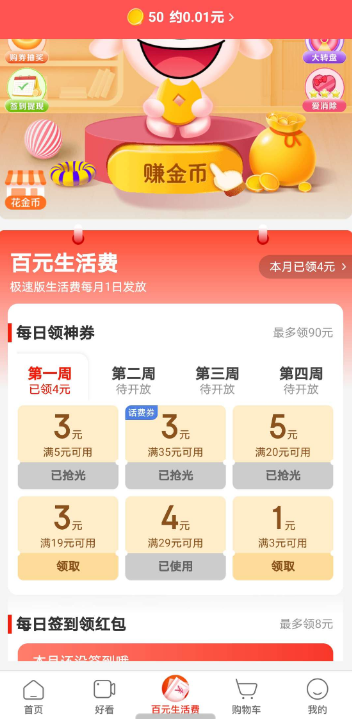 50 约0.01元 >
购券抽奖
大转盘
签到提现
爱消除
赚金币
花金币
百元生活费
本月已领4元 >
极速版生活费每月1日发放
每日领神券
最多领90元
第一周 第二周 第三周 第四周
已领4元 待开放 待开放 待开放
话费券
3元 3元 5元
满5元可用 满35元可用 满20元可用
已抢光 已抢光 已抢光
3元 4元 1元
满19元可用 满29元可用 满3元可用
领取 已使用 领取
每日签到领红包
最多领8元
本月还没签到哦
首页 好看 百元生活费 购物车 我的